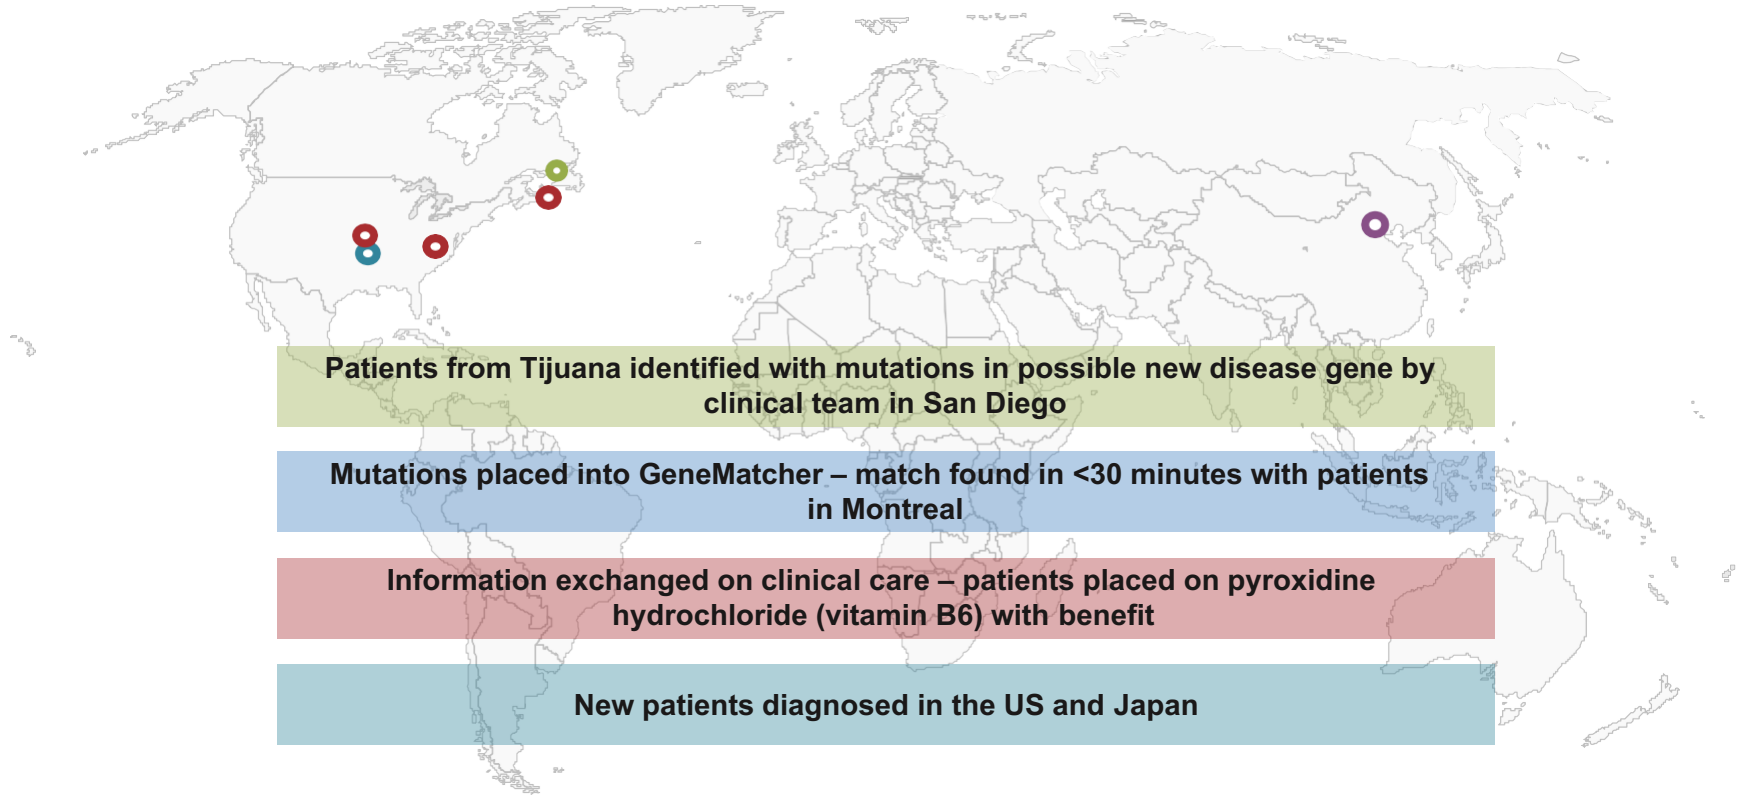 Patients from Tijuana identified with mutations in possible new disease gene by
clinical team in San Diego
Mutations placed into GeneMatcher – match found in <30 minutes with patients
in Montreal
Information exchanged on clinical care – patients placed on pyroxidine
hydrochloride (vitamin B6) with benefit
New patients diagnosed in the US and Japan